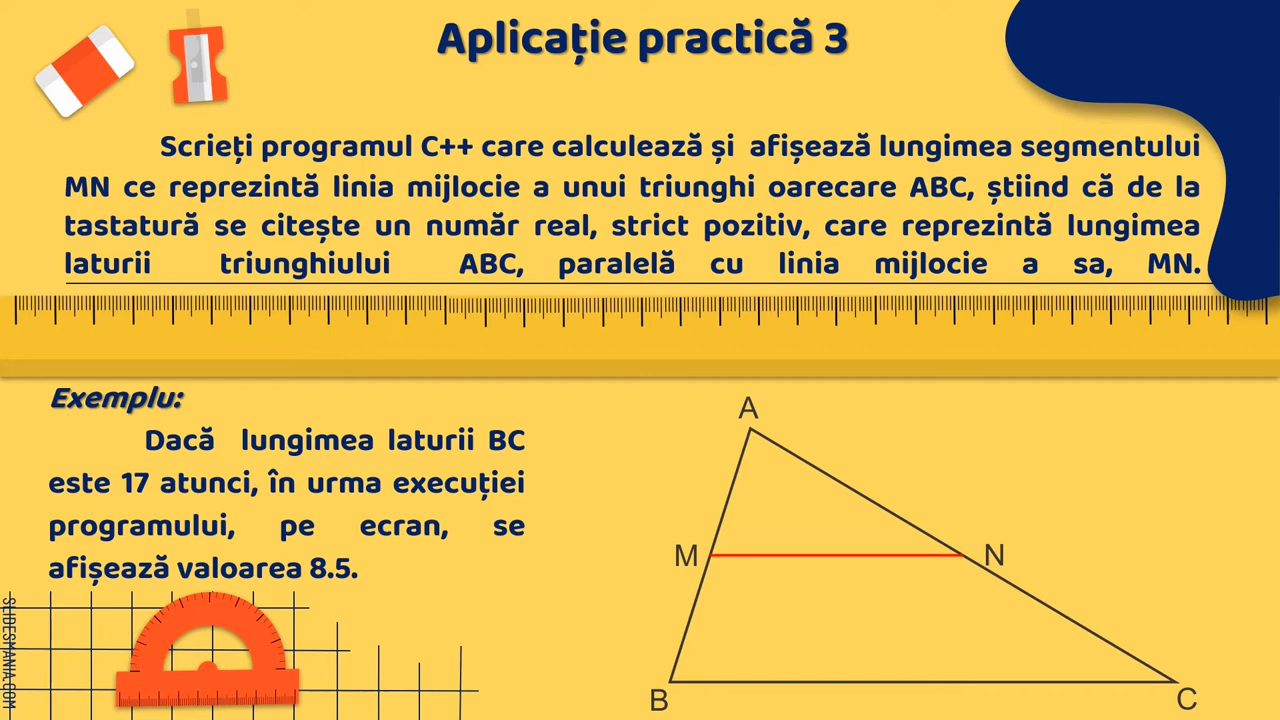 Aplicație practică 3
Scrieți programul C++ care calculează și afișează lungimea segmentului
MN ce reprezintă linia mijlocie a unui triunghi oarecare ABC, știind că de la
tastatură se citește un număr real, strict pozitiv, care reprezintă lungimea
laturii triunghiului ABC, paralelă cu linia mijlocie a sa, MN.
Exemplu:
Dacă lungimea laturii BC
este 17 atunci, în urma execuției
programului, pe ecran, se
afișează valoarea 8.5.
A
M
N
B
C
SLIDESMANIA.COM